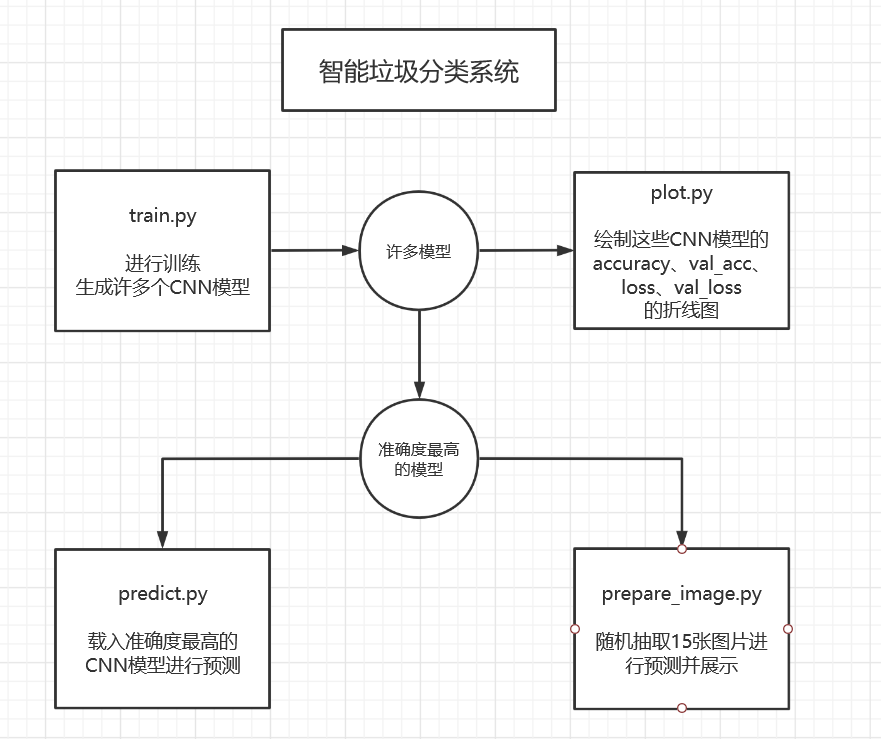 智能垃圾分类系统
train.py
进行训练
生成许多个CNN模型
许多模型
plot.py
绘制这些CNN模型的
accuracy、val_acc、
loss、val_loss
的折线图
准确度最高
的模型
predict.py
载入准确度最高的
CNN模型进行预测
prepare_image.py
随机抽取15张图片进
行预测并展示